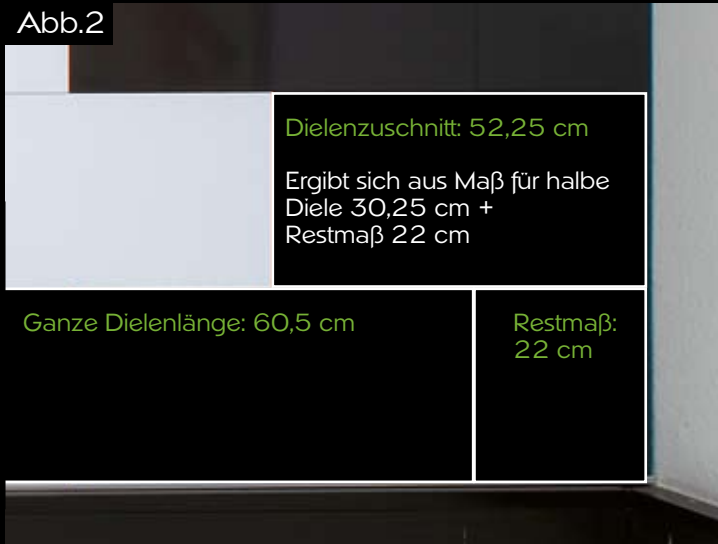 Abb.2
Dielenzuschnitt: 52,25 cm
Ergibt sich aus Maß für halbe
Diele 30,25 cm +
Restmaß 22 cm
Ganze Dielenlänge: 60,5 cm
Restmaß:
22 cm